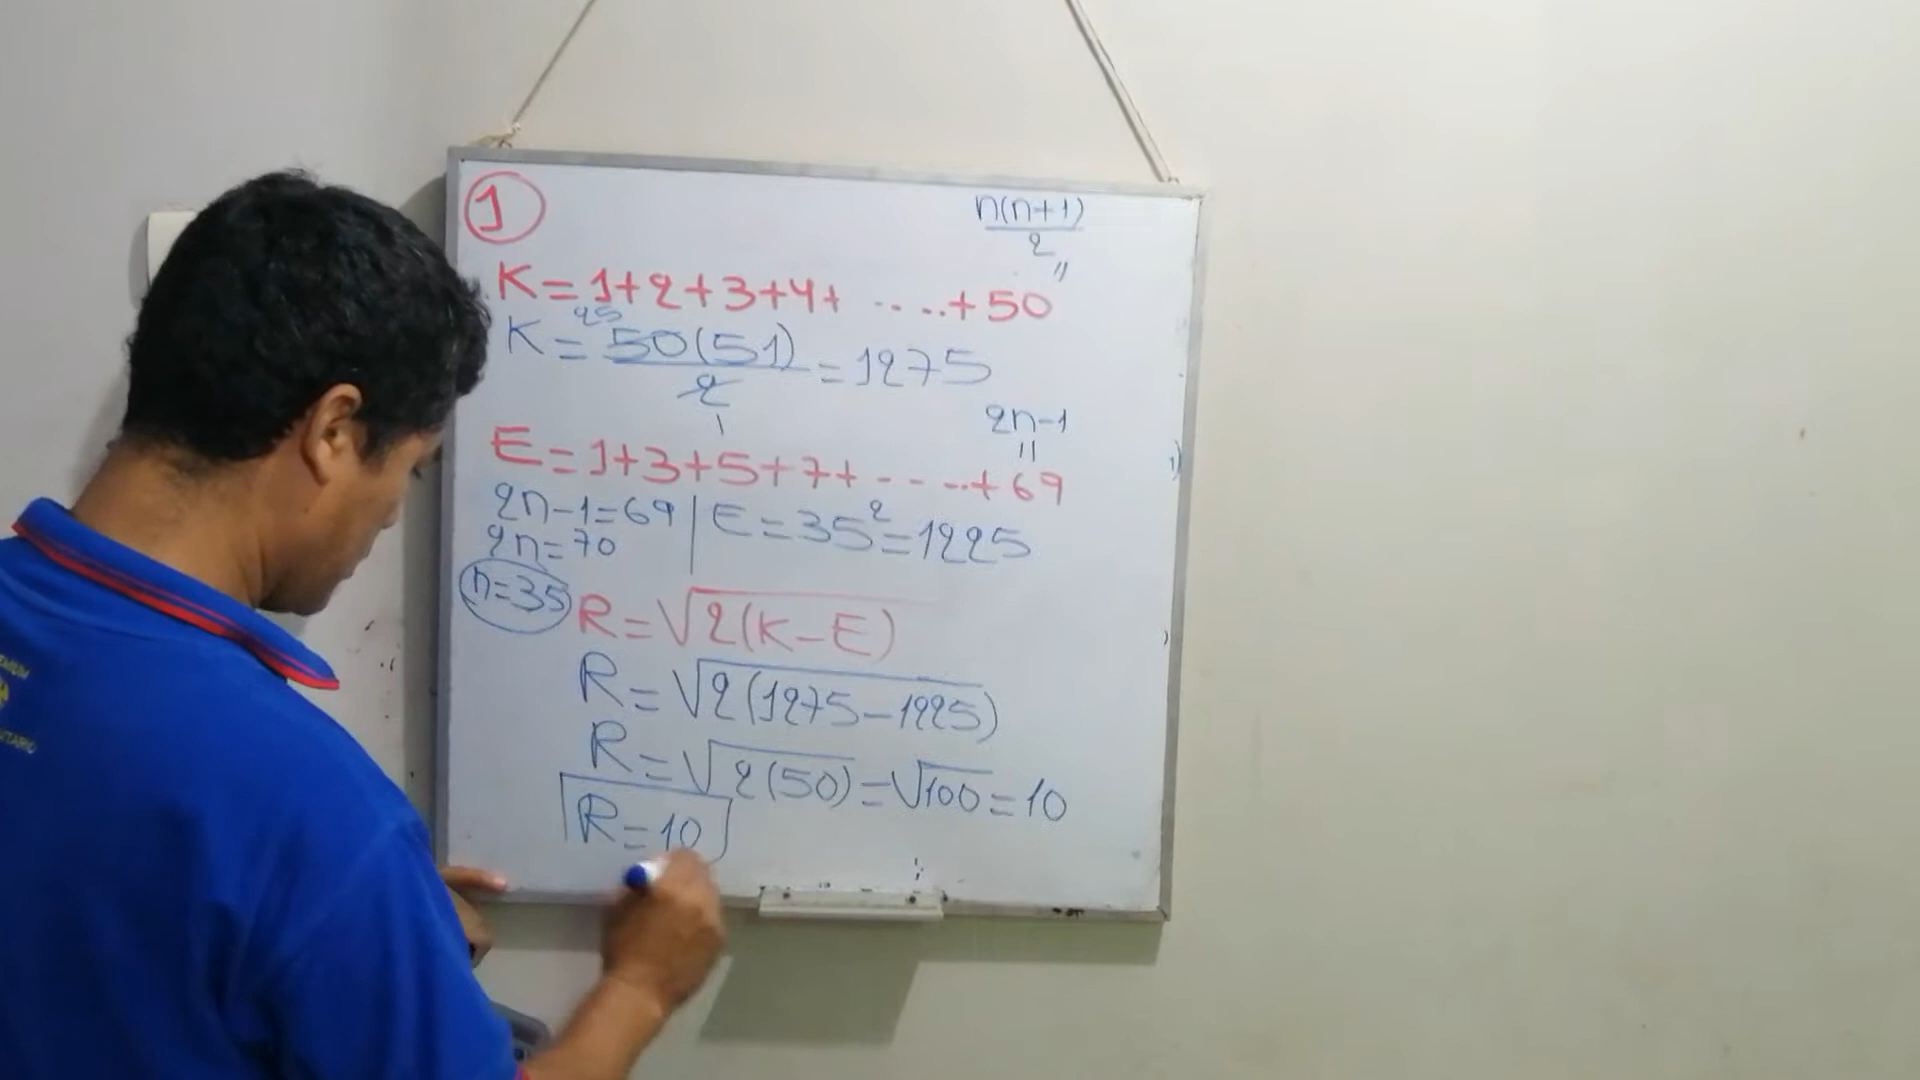 1
n(n+1)
2
K=1+2+3+4+ .....+50
25
K=50(51)
2
=1275
1
2n-1
E=1+3+5+7+-----+69
2n-1=69 | E=35²=1225
2n=70
n=35
R=√2(K-E)
R=√2(1275-1225)
R=√2(50)=√100=10
R=10